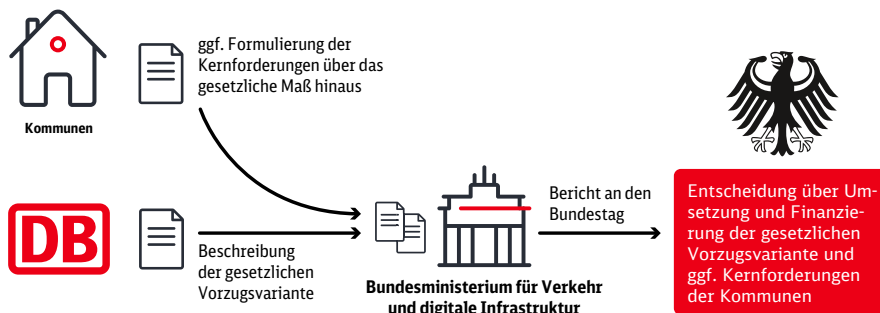 ggf. Formulierung der
Kernforderungen über das
gesetzliche Maß hinaus
Kommunen
DB
Beschreibung
der gesetzlichen
Vorzugsvariante
Bundesministerium für Verkehr
und digitale Infrastruktur
Bericht an den
Bundestag
Entscheidung über Um-
setzung und Finanzie-
rung der gesetzlichen
Vorzugsvariante und
ggf. Kernforderungen
der Kommunen